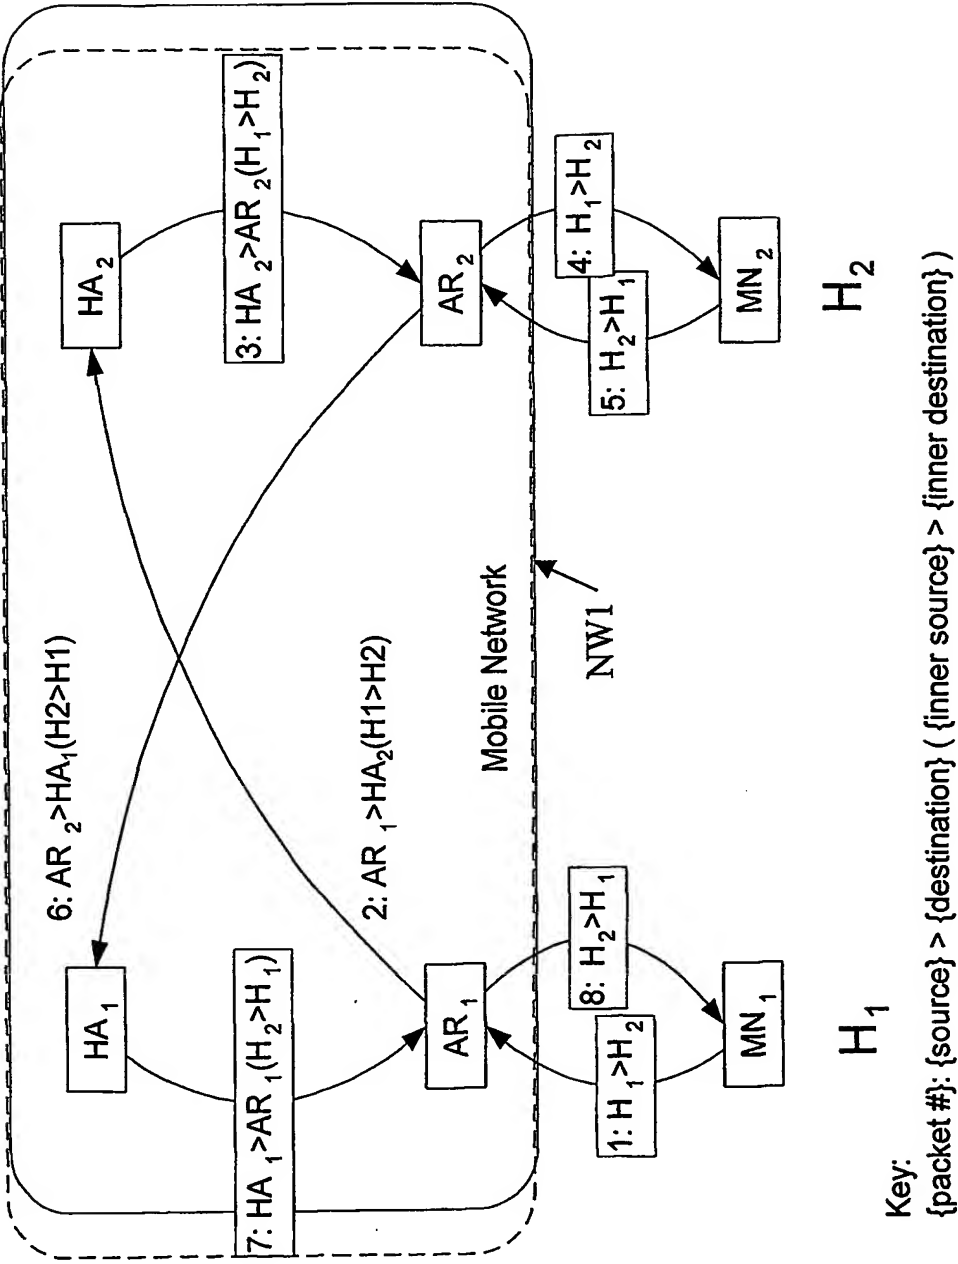 6: AR₂>HA₁(H2>H1)
HA₁
HA₂
7: HA₁>AR₁(H₂>H₁)
3: HA₂>AR₂(H₁>H₂)
2: AR₁>HA₂(H1>H2)
AR₁
AR₂
Mobile Network
NW1
1: H₁>H₂
8: H₂>H₁
5: H₂>H₁
4: H₁>H₂
MN₁
MN₂
H₁
H₂
Key:
{packet #}: {source} > {destination} ( {inner source} > {inner destination} )